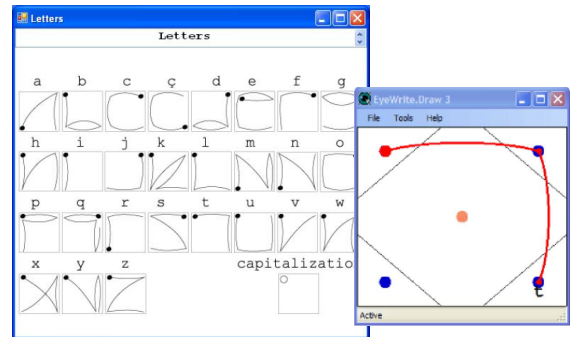 Letters
Letters
a b c ç d e f g
h i j k l m n o
p q r s t u v w
x y z capitalizatio
EyeWrite.Draw 3
File Tools Help
t
Active